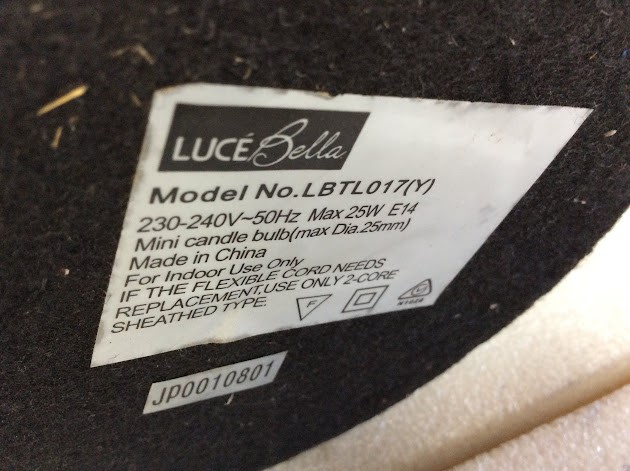 LUCÉ Bella
Model No.LBTL017(Y)
230-240V~50Hz Max 25W E14
Mini candle bulb(max Dia.25mm)
Made in China
For Indoor Use Only
IF THE FLEXIBLE CORD NEEDS
REPLACEMENT,USE ONLY 2-CORE
SHEATHED TYPE.
F
JP0010801